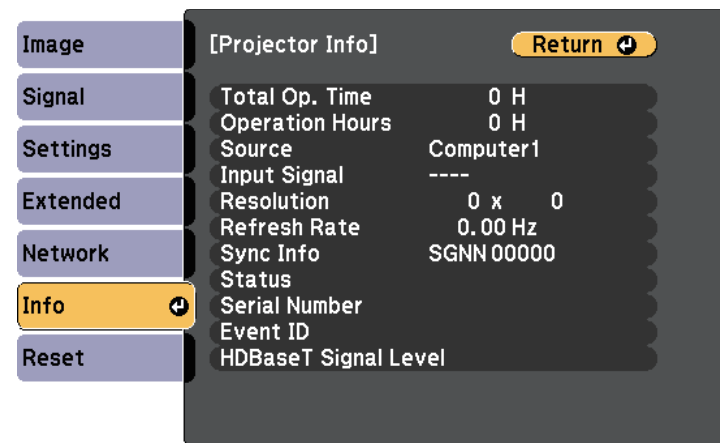 Image
Signal
Settings
Extended
Network
Info
Reset
[Projector Info]
Return
Total Op. Time 0 H
Operation Hours 0 H
Source Computer1
Input Signal ----
Resolution 0 x 0
Refresh Rate 0.00 Hz
Sync Info SGNN 00000
Status
Serial Number
Event ID
HDBaseT Signal Level